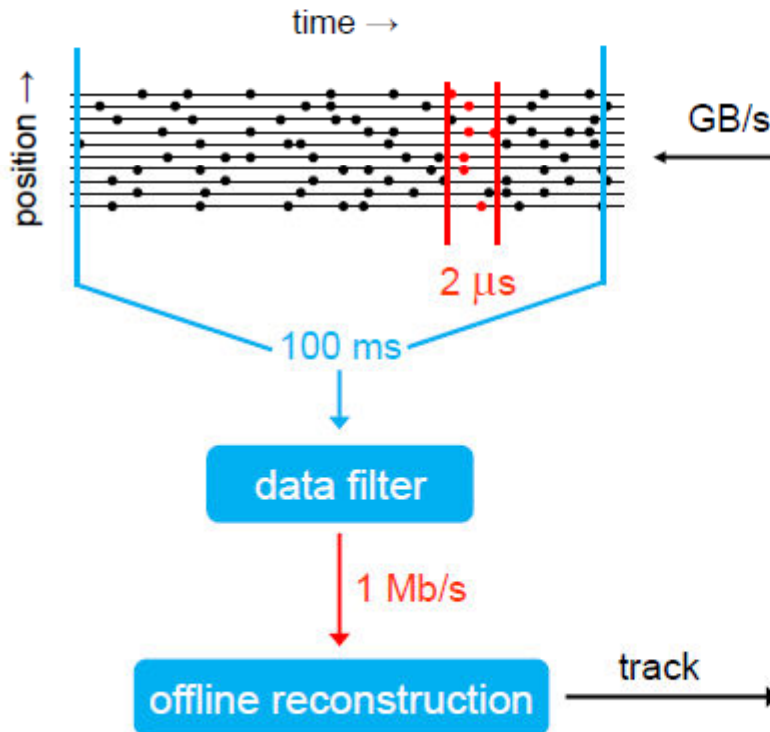 time →
position →
GB/s
2 μs
100 ms
data filter
1 Mb/s
offline reconstruction
track